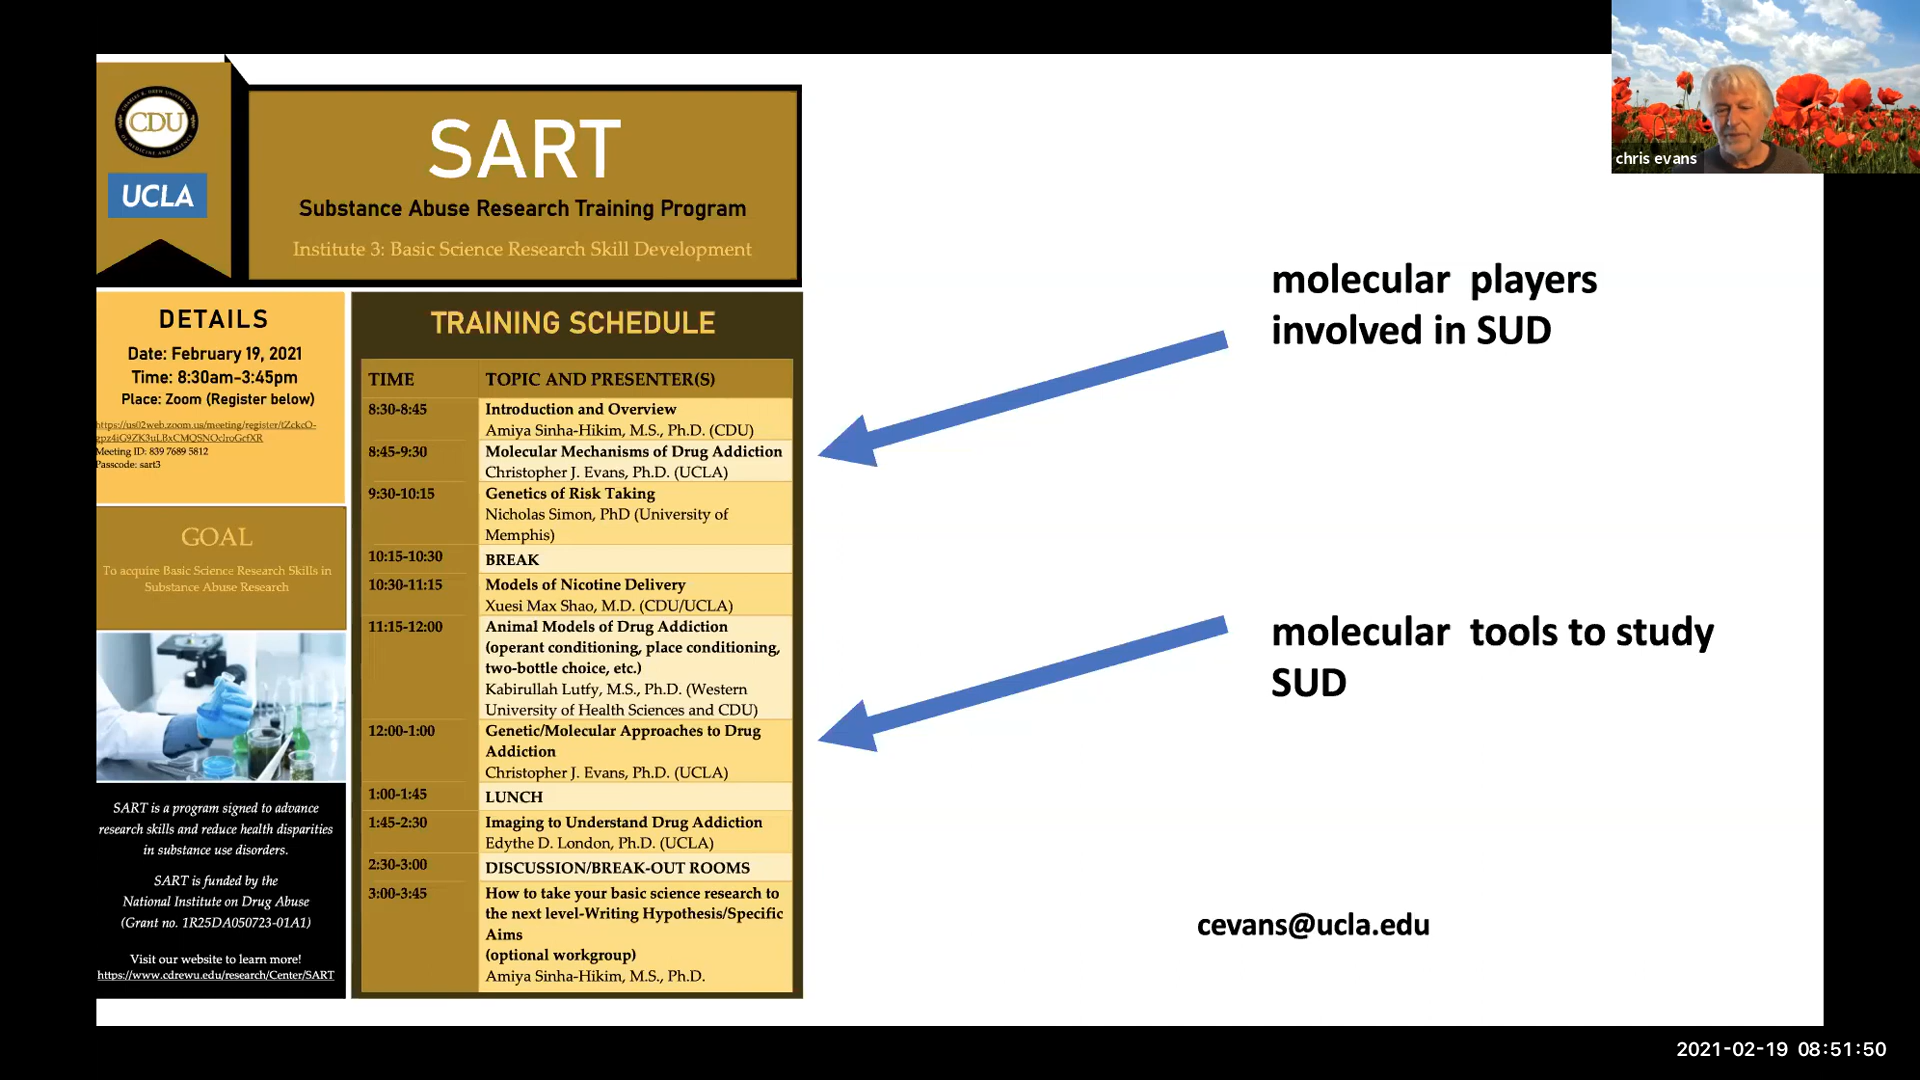 CDU
UCLA
SART
Substance Abuse Research Training Program
Institute 3: Basic Science Research Skill Development
DETAILS
Date: February 19, 2021
Time: 8:30am-3:45pm
Place: Zoom (Register below)
Meeting ID: 839 7689 5812
Passcode: sart3
GOAL
To acquire Basic Science Research Skills in
Substance Abuse Research
SART is a program signed to advance
research skills and reduce health disparities
in substance use disorders.
SART is funded by the
National Institute on Drug Abuse
(Grant no. 1R25DA050723-01A1)
Visit our website to learn more!
https://www.cdrewu.edu/research/Center/SART
TRAINING SCHEDULE
TIME TOPIC AND PRESENTER(S)
8:30-8:45 Introduction and Overview
Amiya Sinha-Hikim, M.S., Ph.D. (CDU)
8:45-9:30 Molecular Mechanisms of Drug Addiction
Christopher J. Evans, Ph.D. (UCLA)
9:30-10:15 Genetics of Risk Taking
Nicholas Simon, PhD (University of
Memphis)
10:15-10:30 BREAK
10:30-11:15 Models of Nicotine Delivery
Xuesi Max Shao, M.D. (CDU/UCLA)
11:15-12:00 Animal Models of Drug Addiction
(operant conditioning, place conditioning,
two-bottle choice, etc.)
Kabirullah Lutfy, M.S., Ph.D. (Western
University of Health Sciences and CDU)
12:00-1:00 Genetic/Molecular Approaches to Drug
Addiction
Christopher J. Evans, Ph.D. (UCLA)
1:00-1:45 LUNCH
1:45-2:30 Imaging to Understand Drug Addiction
Edythe D. London, Ph.D. (UCLA)
2:30-3:00 DISCUSSION/BREAK-OUT ROOMS
3:00-3:45 How to take your basic science research to
the next level-Writing Hypothesis/Specific
Aims
(optional workgroup)
Amiya Sinha-Hikim, M.S., Ph.D.
molecular players
involved in SUD
molecular tools to study
SUD
cevans@ucla.edu
chris evans
2021-02-19 08:51:50